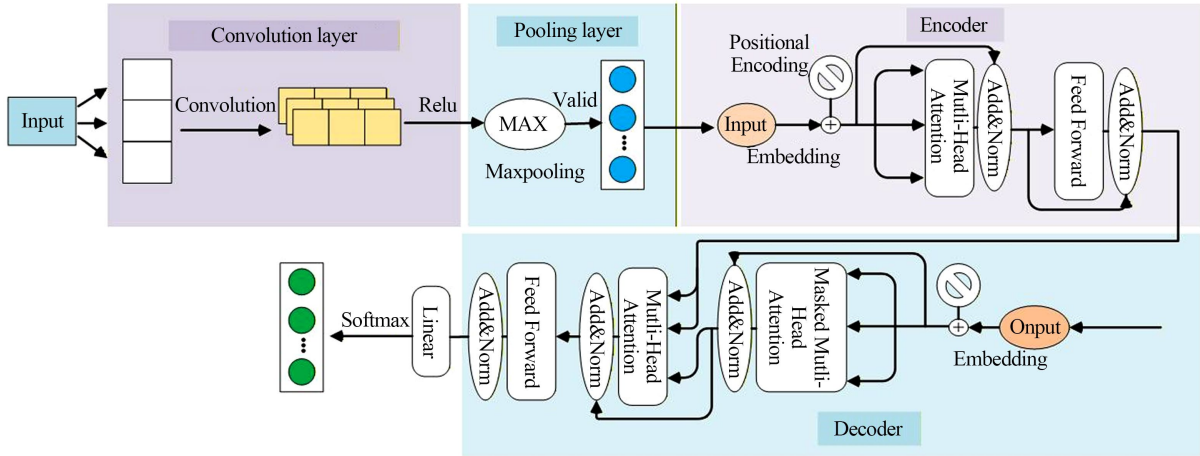 Convolution layer
Input
Convolution
Relu
Pooling layer
MAX
Maxpooling
Valid
Encoder
Positional
Encoding
Input
Embedding
+
Mutli-Head
Attention
Add&Norm
Feed Forward
Add&Norm
Onput
Embedding
+
Masked Mutli-
Head
Attention
Add&Norm
Mutli-Head
Attention
Add&Norm
Feed Forward
Add&Norm
Linear
Softmax
Decoder